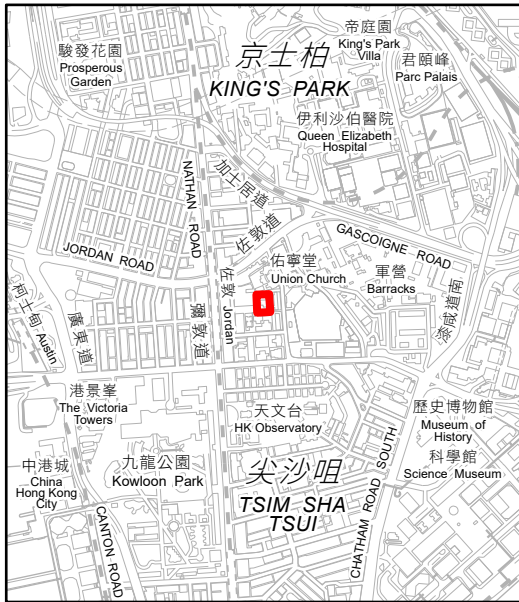 駿發花園
Prosperous
Garden
京士柏
KING'S PARK
帝庭園
King's Park
Villa
君頤峰
Parc Palais
伊利沙伯醫院
Queen Elizabeth
Hospital
NATHAN ROAD
加士居道
佐敦道
GASCOIGNE ROAD
JORDAN ROAD
佑寧堂
Union Church
軍營
Barracks
漆咸道南
柯士甸 Austin
廣東道
彌敦道
佐敦 Jordan
港景峯
The Victoria
Towers
天文台
HK Observatory
歷史博物館
Museum of
History
科學館
Science Museum
中港城
China
Hong Kong
City
九龍公園
Kowloon Park
尖沙咀
TSIM SHA
TSUI
CHATHAM ROAD SOUTH
CANTON ROAD